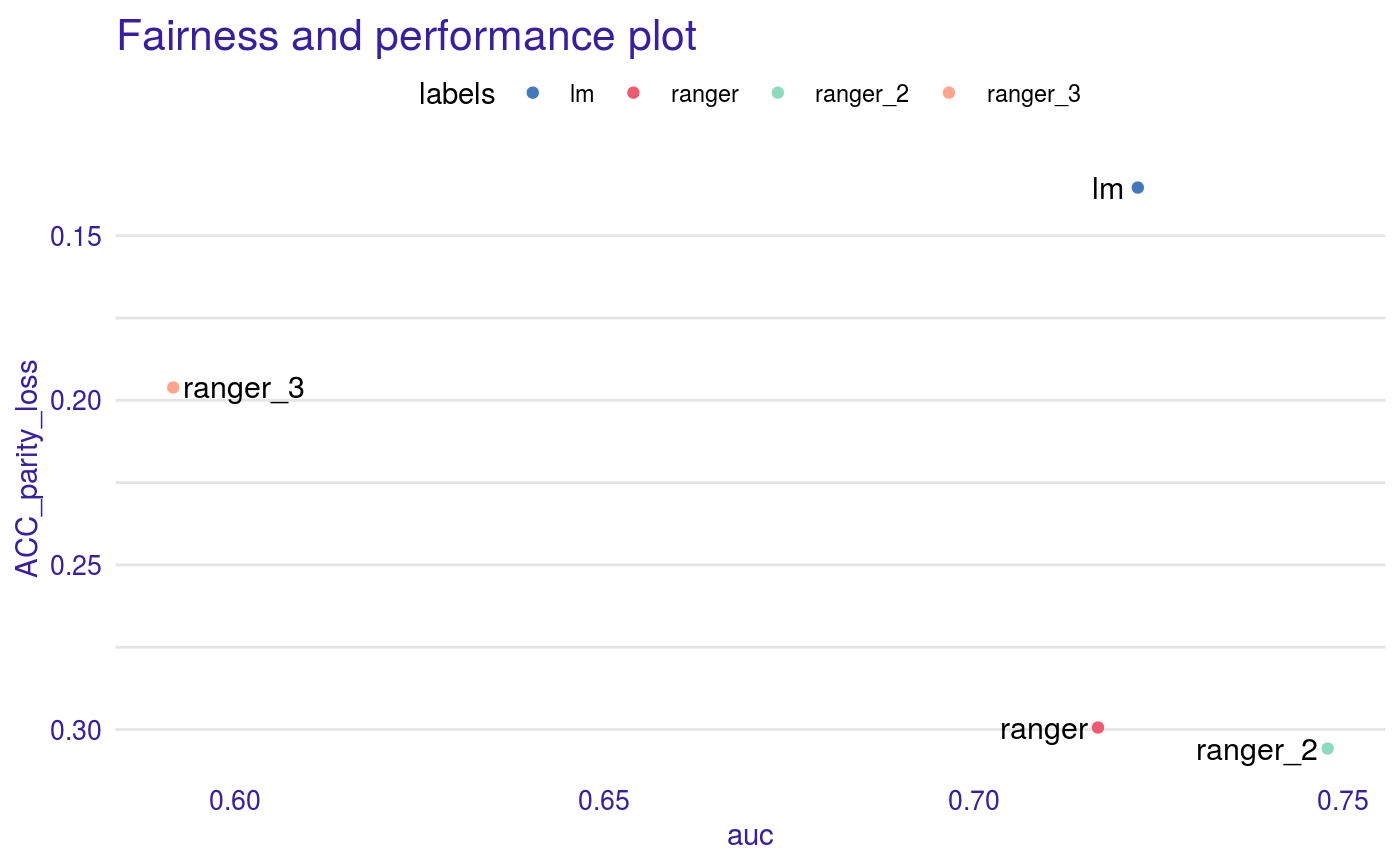 Fairness and performance plot
labels lm ranger ranger_2 ranger_3
lm
0.15
ranger_3
0.20
ACC_parity_loss
0.25
0.30
ranger
ranger_2
0.60 0.65 0.70 0.75
auc